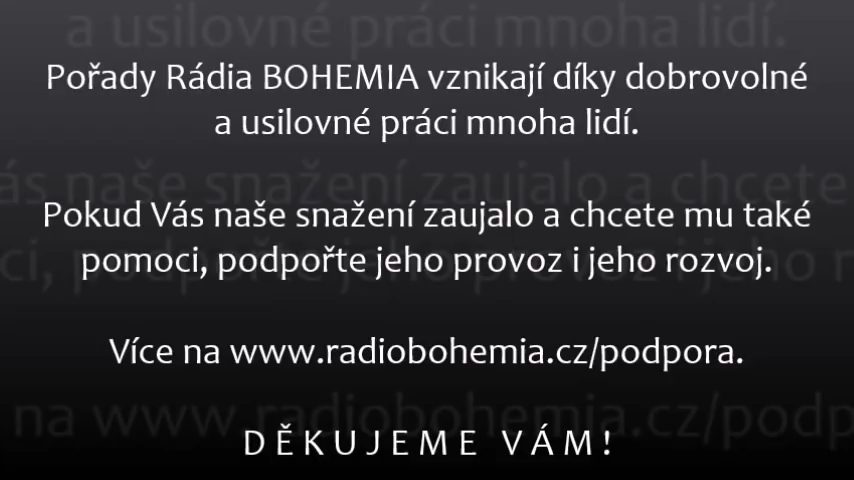 Pořady Rádia BOHEMIA vznikají díky dobrovolné
a usilovné práci mnoha lidí.
Pokud Vás naše snažení zaujalo a chcete mu také
pomoci, podpořte jeho provoz i jeho rozvoj.
Více na www.radiobohemia.cz/podpora.
DĚKUJEME VÁM!